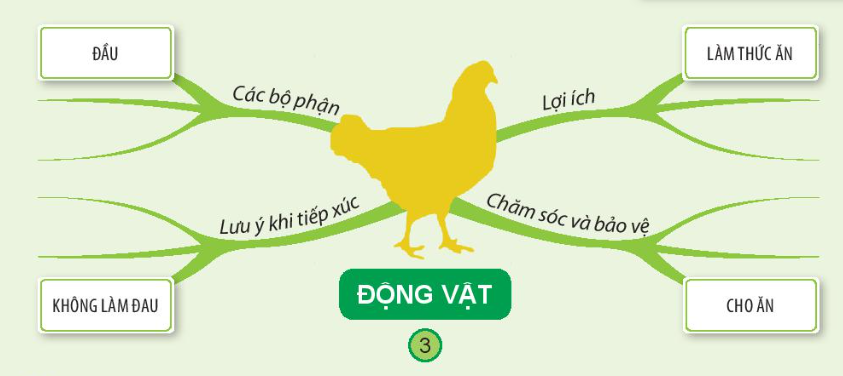 ĐẦU
Các bộ phận
Lợi ích
LÀM THỨC ĂN
Lưu ý khi tiếp xúc
Chăm sóc và bảo vệ
KHÔNG LÀM ĐAU
ĐỘNG VẬT
CHO ĂN
3